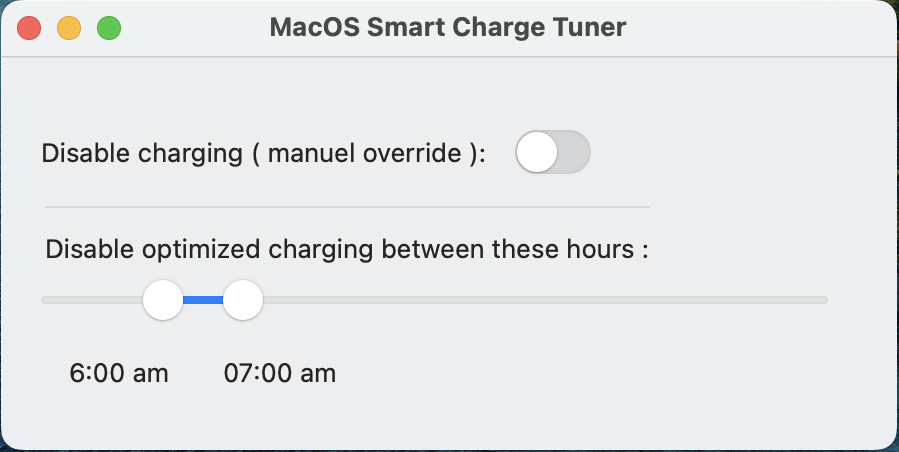 MacOS Smart Charge Tuner
Disable charging ( manuel override ):
Disable optimized charging between these hours :
6:00 am 07:00 am